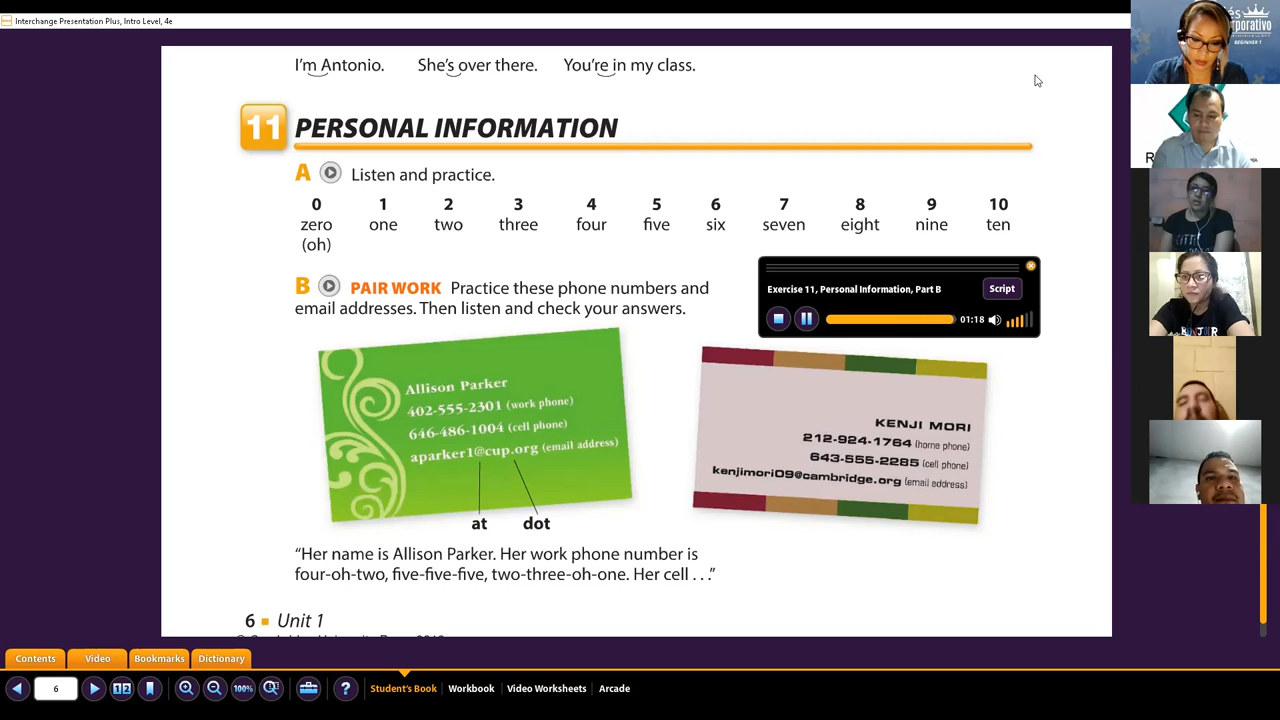 Interchange Presentation Plus, Intro Level, 4e
I'm Antonio. She's over there. You're in my class.
11 PERSONAL INFORMATION
A Listen and practice.
0 1 2 3 4 5 6 7 8 9 10
zero one two three four five six seven eight nine ten
(oh)
B PAIR WORK Practice these phone numbers and
email addresses. Then listen and check your answers.
Exercise 11, Personal Information, Part B Script
01:18
Allison Parker
402-555-2301 (work phone)
646-486-1004 (cell phone)
aparker1@cup.org (email address)
at dot
KENJI MORI
212-924-1764 (home phone)
643-555-2285 (cell phone)
kenjimori09@cambridge.org (email address)
"Her name is Allison Parker. Her work phone number is
four-oh-two, five-five-five, two-three-oh-one. Her cell . . ."
6 Unit 1
Contents Video Bookmarks Dictionary
6 12 100% ? Student's Book Workbook Video Worksheets Arcade
és
orporativo
BEGINNER 1
R
BONJOUR